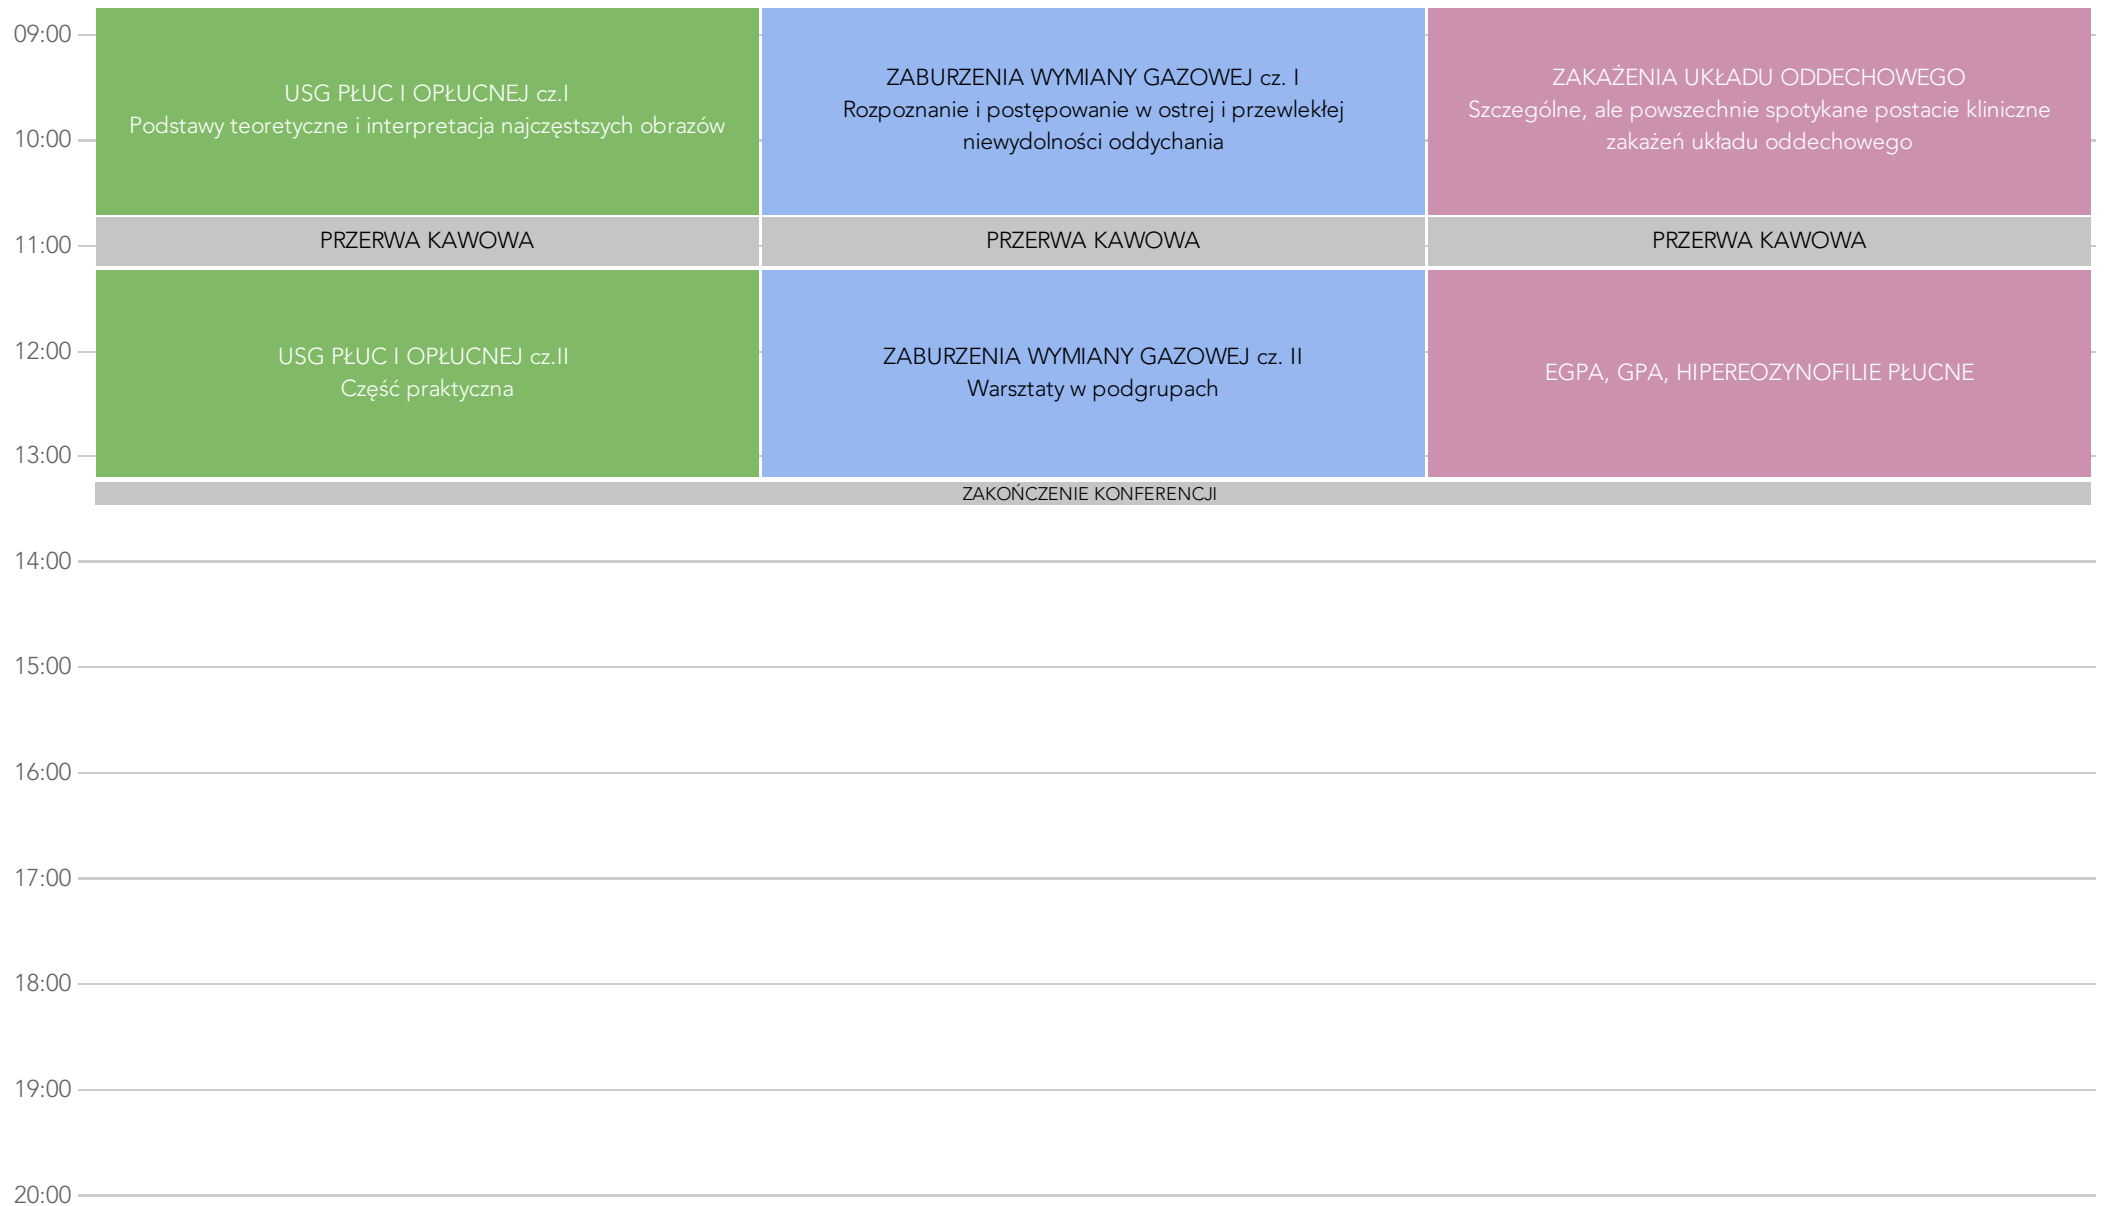 09:00
USG PŁUC I OPŁUCNEJ cz.I
Podstawy teoretyczne i interpretacja najczęstszych obrazów
ZABURZENIA WYMIANY GAZOWEJ cz. I
Rozpoznanie i postępowanie w ostrej i przewlekłej
niewydolności oddychania
ZAKAŻENIA UKŁADU ODDECHOWEGO
Szczególne, ale powszechnie spotykane postacie kliniczne
zakażeń układu oddechowego
10:00
PRZERWA KAWOWA
PRZERWA KAWOWA
PRZERWA KAWOWA
11:00
USG PŁUC I OPŁUCNEJ cz.II
Część praktyczna
ZABURZENIA WYMIANY GAZOWEJ cz. II
Warsztaty w podgrupach
EGPA, GPA, HIPEREOZYNOFILIE PŁUCNE
12:00
13:00
ZAKOŃCZENIE KONFERENCJI
14:00
15:00
16:00
17:00
18:00
19:00
20:00